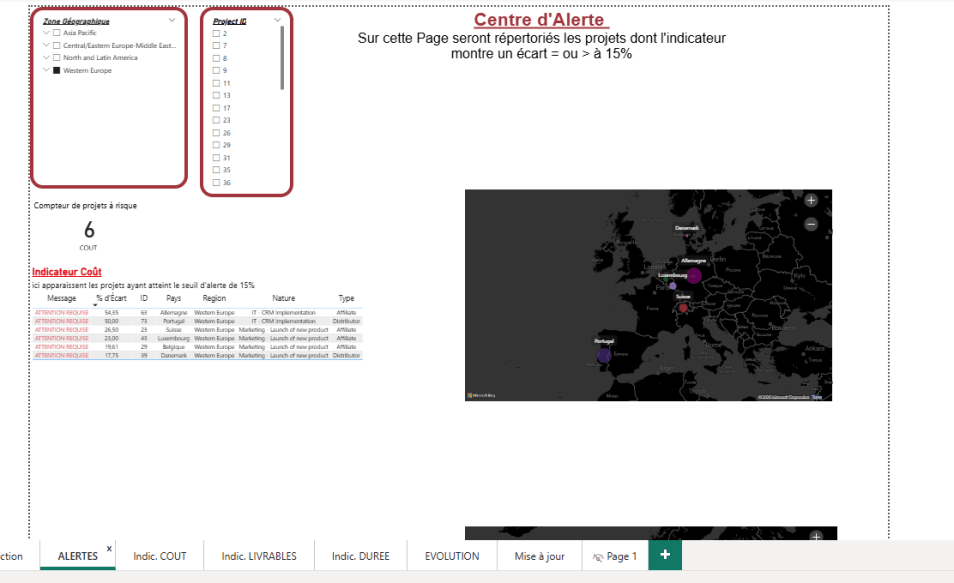 Zone Géographique
Asia Pacific
Central/Eastern Europe-Middle East...
North and Latin America
Western Europe
Project ID
2
7
8
9
11
13
17
23
26
29
31
35
36
Centre d'Alerte
Sur cette Page seront répertoriés les projets dont l'indicateur
montre un écart = ou > à 15%
Compteur de projets à risque
6
COUT
Indicateur Coût
ici apparaissent les projets ayant atteint le seuil d'alerte de 15%
Message % d'Écart ID Pays Region Nature Type
ATTENTION REQUISE 54,35 63 Allemagne Western Europe IT - CRM Implementation Affiliate
ATTENTION REQUISE 50,00 73 Portugal Western Europe IT - CRM Implementation Distributor
ATTENTION REQUISE 26,50 23 Suisse Western Europe Marketing - Launch of new product Affiliate
ATTENTION REQUISE 23,00 43 Luxembourg Western Europe Marketing - Launch of new product Affiliate
ATTENTION REQUISE 19,61 29 Belgique Western Europe Marketing - Launch of new product Affiliate
ATTENTION REQUISE 17,75 39 Danemark Western Europe Marketing - Launch of new product Distributor
Danemark
Allemagne
Berlin
Luxembourg
Suisse
Portugal
Ankara
Microsoft Bing
©2025 Microsoft Corporation Terms
ction
ALERTES x
Indic. COUT
Indic. LIVRABLES
Indic. DUREE
EVOLUTION
Mise à jour
Page 1
+